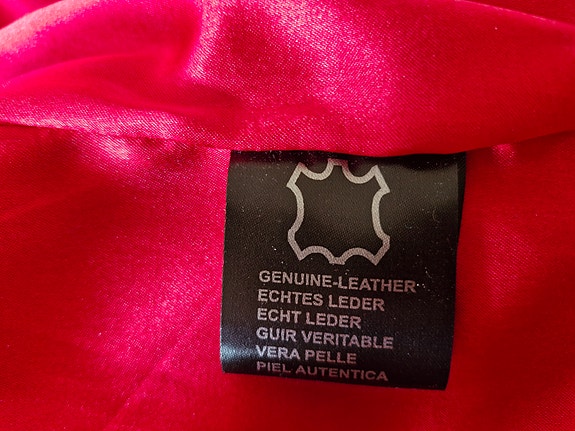 GENUINE-LEATHER
ECHTES LEDER
ECHT LEDER
GUIR VERITABLE
VERA PELLE
PIEL AUTENTICA